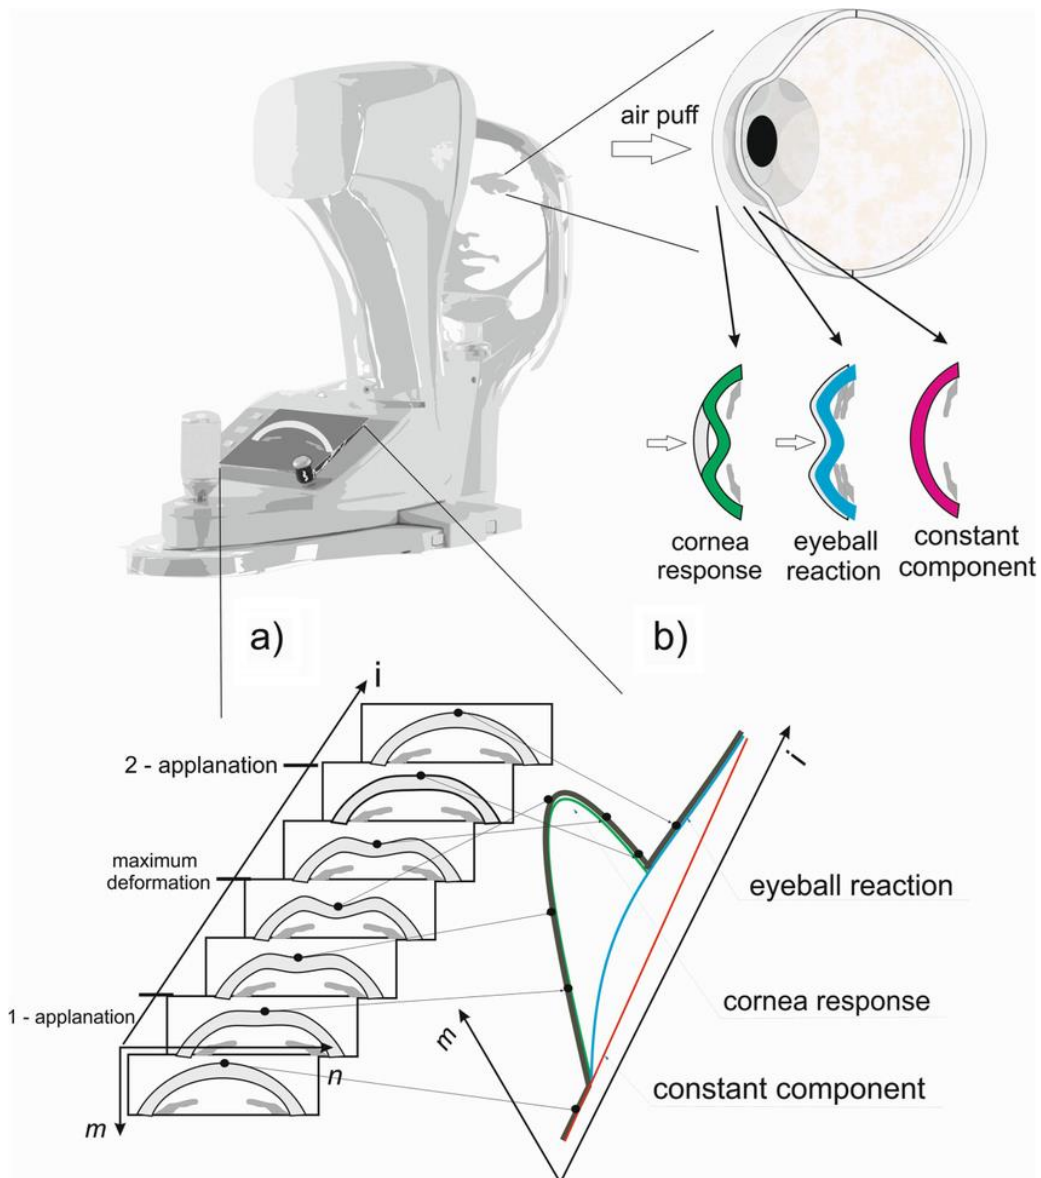 air puff
cornea
response
eyeball
reaction
constant
component
a)
b)
i
2 - applanation
maximum
deformation
1 - applanation
n
m
i
m
eyeball reaction
cornea response
constant component